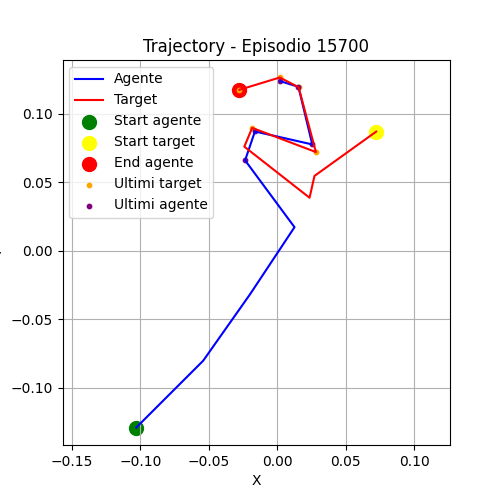 Trajectory - Episodio 15700
Agente
Target
Start agente
Start target
End agente
Ultimi target
Ultimi agente
0.10
0.05
0.00
−0.05
−0.10
−0.15
−0.10
−0.05
0.00
0.05
0.10
X